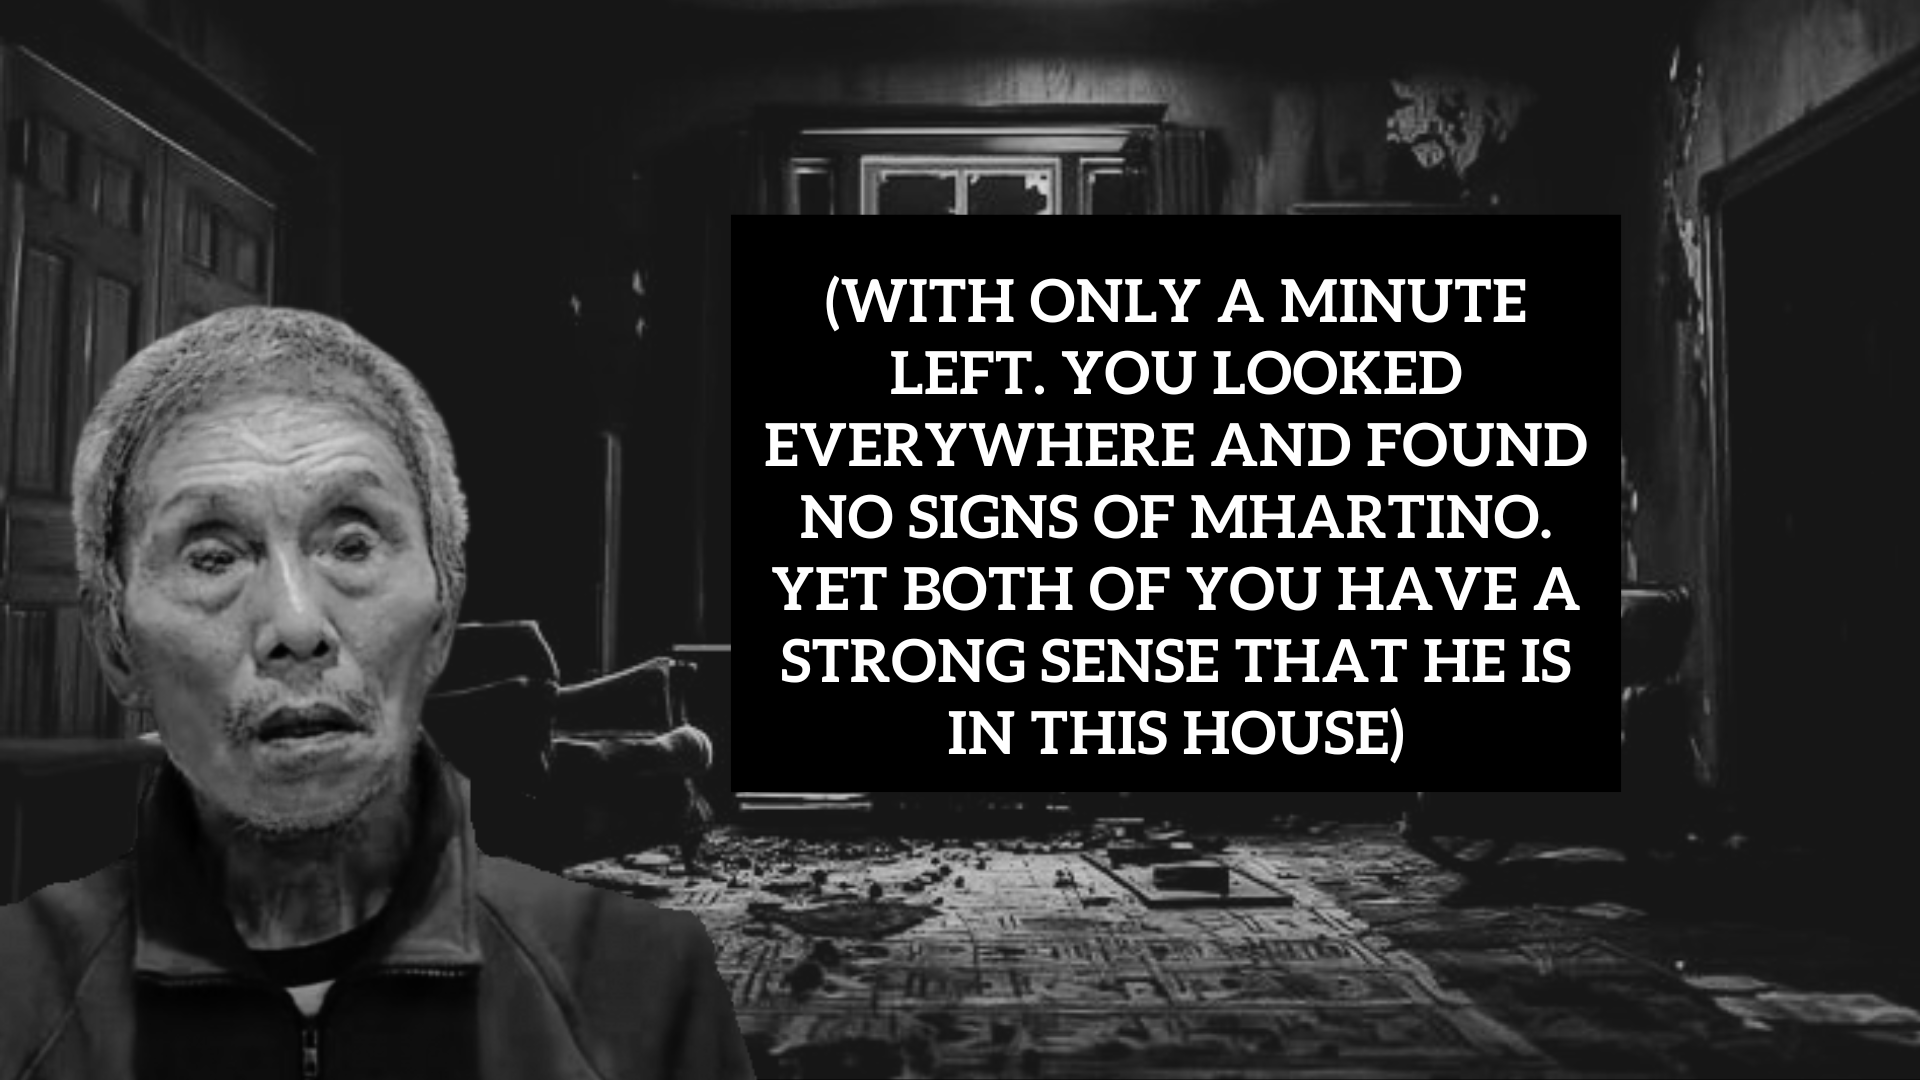 (WITH ONLY A MINUTE
LEFT. YOU LOOKED
EVERYWHERE AND FOUND
NO SIGNS OF MHARTINO.
YET BOTH OF YOU HAVE A
STRONG SENSE THAT HE IS
IN THIS HOUSE)